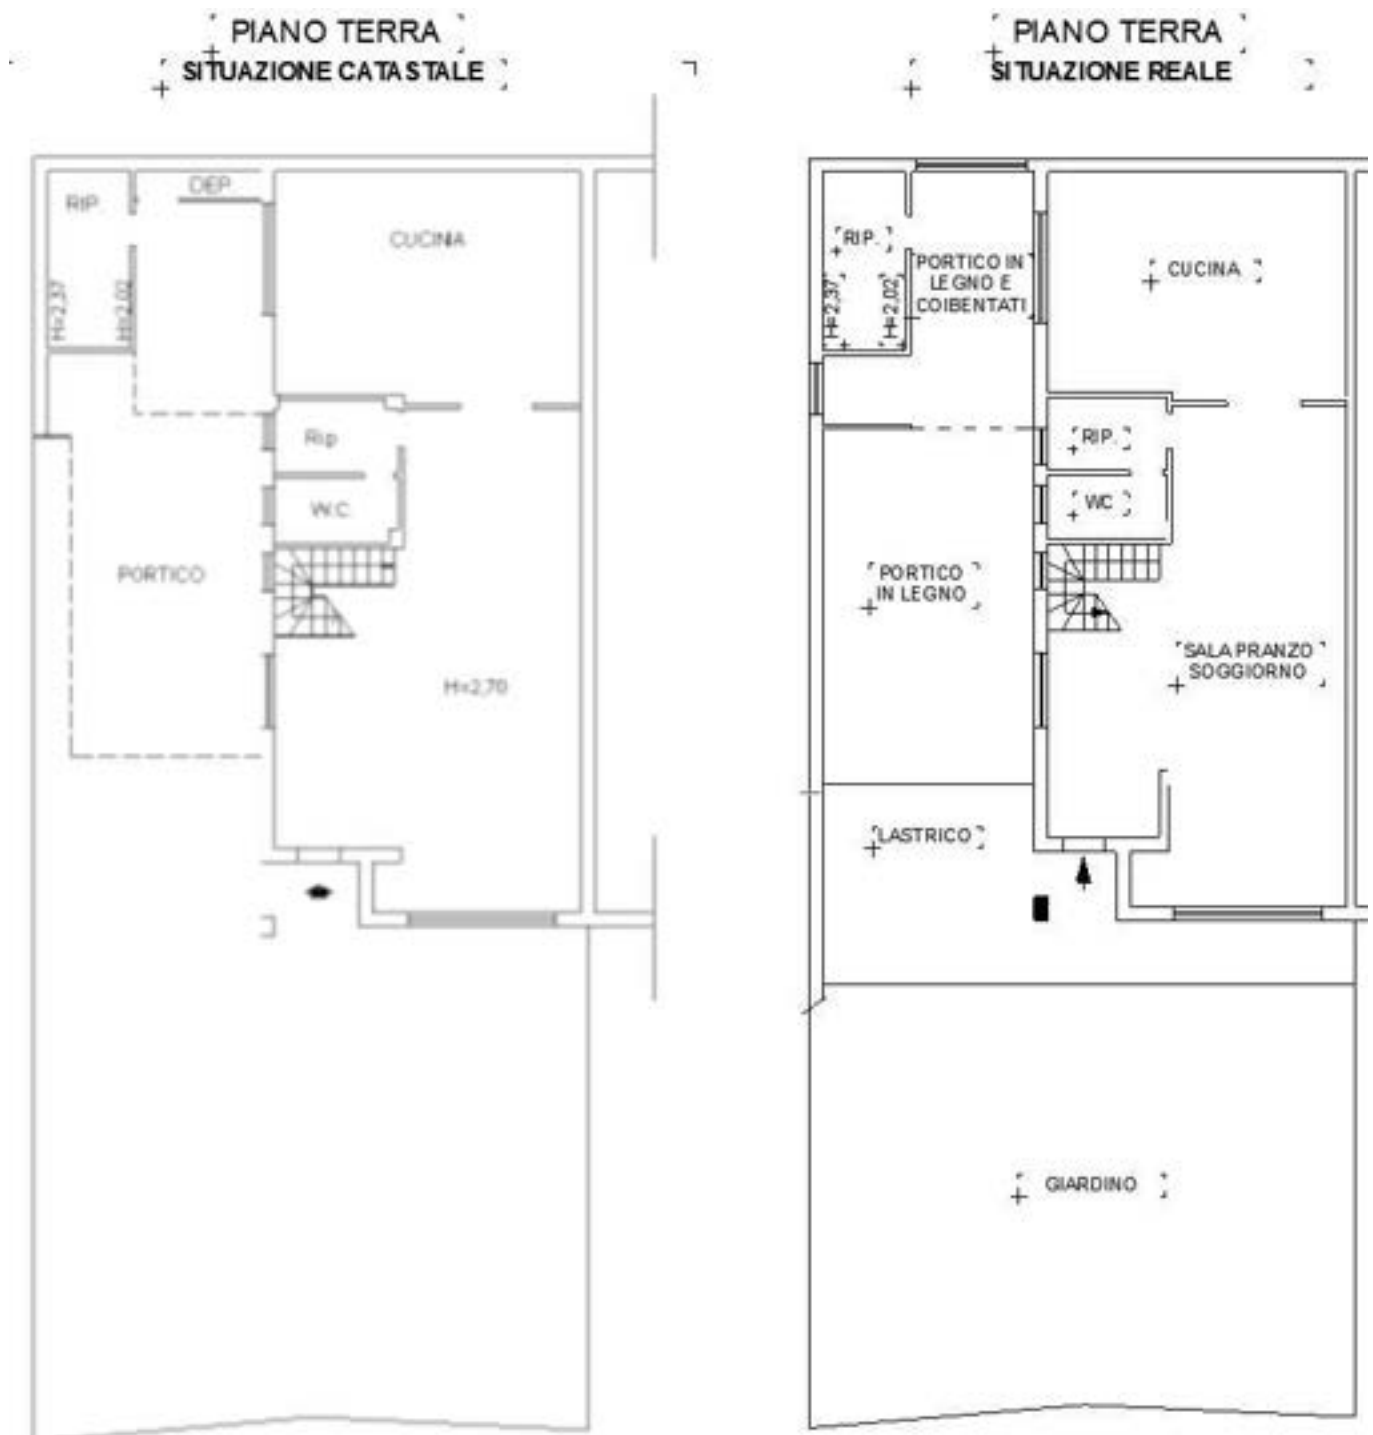 PIANO TERRA
SITUAZIONE CATASTALE
RIP.
DEP.
CUCINA
H=2,37
H=2,02
Rip
W.C.
PORTICO
H=2,70
PIANO TERRA
SITUAZIONE REALE
RIP.
PORTICO IN
LEGNO E
COIBENTATI
CUCINA
H=2,37
H=2,02
RIP.
WC
PORTICO
IN LEGNO
SALA PRANZO
SOGGIORNO
LASTRICO
GIARDINO